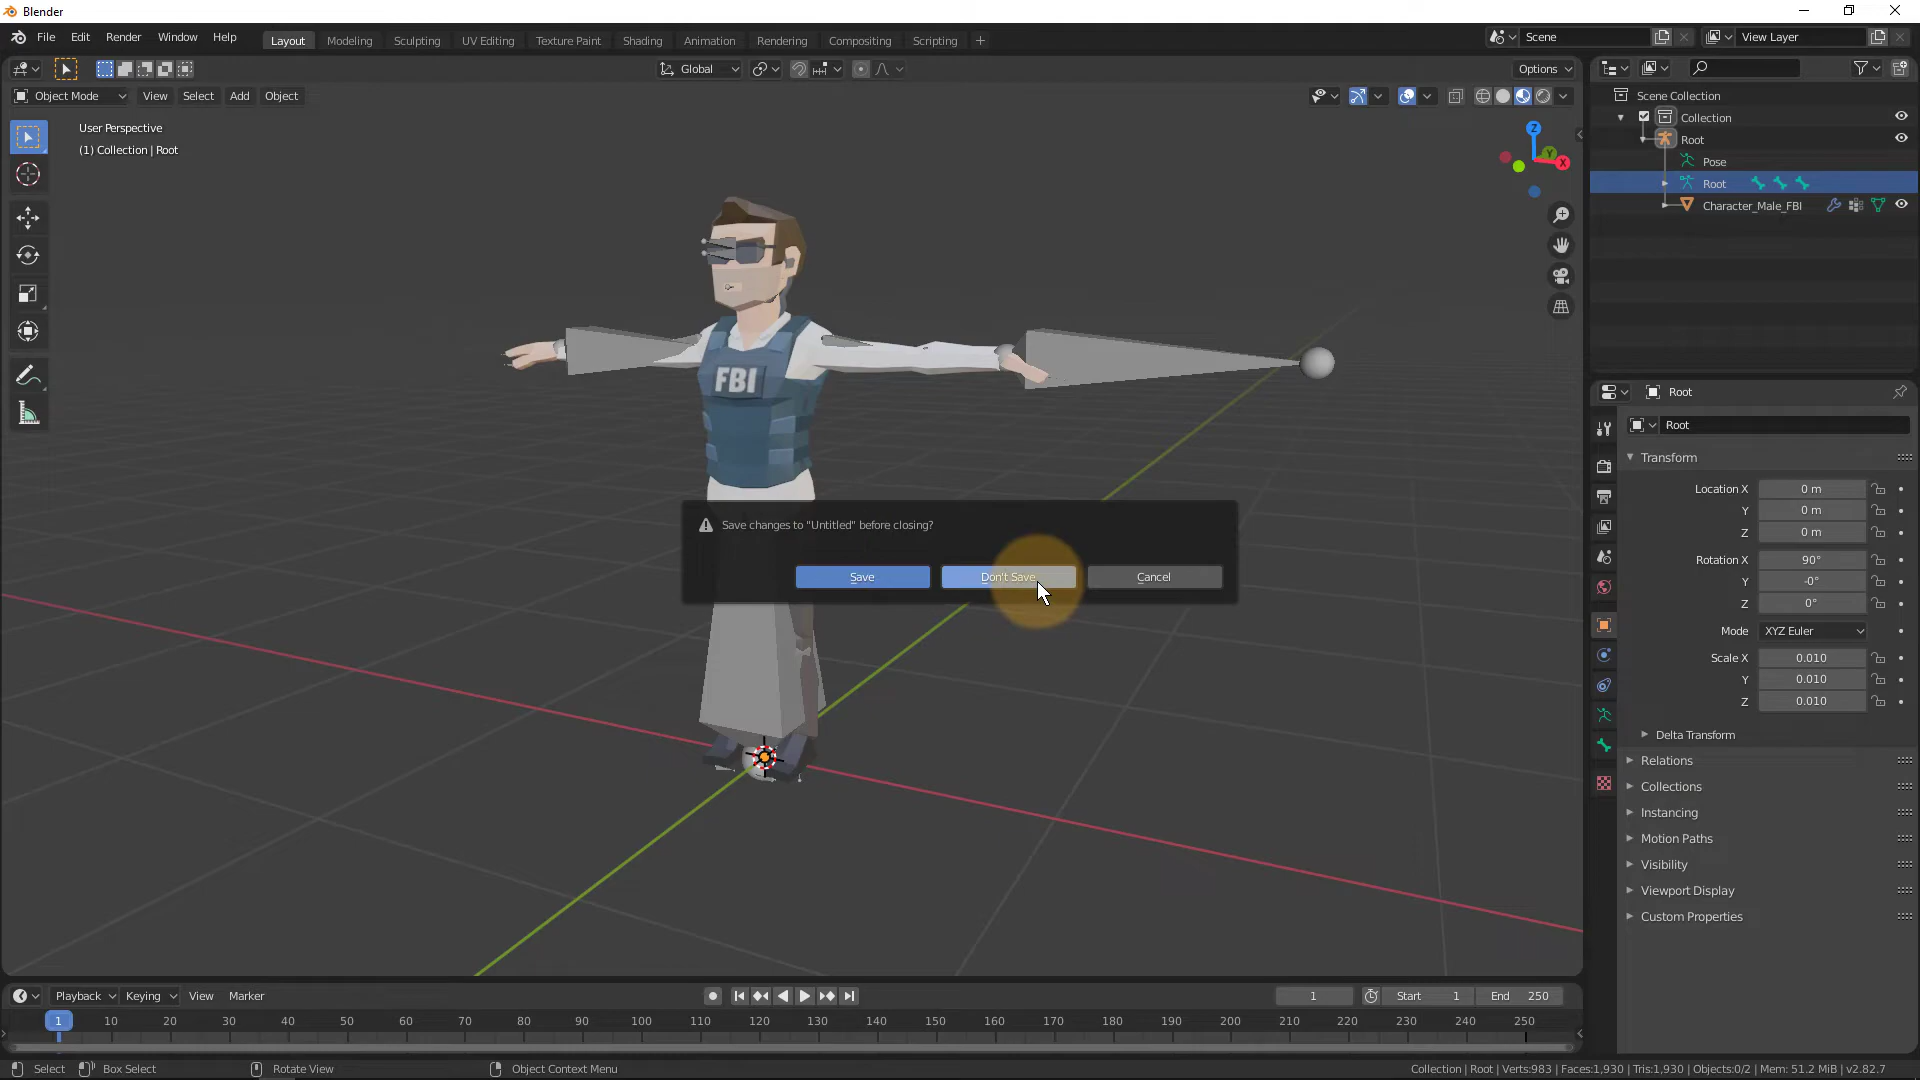 Blender
File Edit Render Window Help Layout Modeling Sculpting UV Editing Texture Paint Shading Animation Rendering Compositing Scripting + Scene View Layer
Global Options
Object Mode View Select Add Object
User Perspective
(1) Collection | Root
Z
Y
X
Scene Collection
Collection
Root
Pose
Root
Character_Male_FBI
FBI
Save changes to "Untitled" before closing?
Save Don't Save Cancel
Root
Root
Transform
Location X 0 m
Y 0 m
Z 0 m
Rotation X 90°
Y -0°
Z 0°
Mode XYZ Euler
Scale X 0.010
Y 0.010
Z 0.010
Delta Transform
Relations
Collections
Instancing
Motion Paths
Visibility
Viewport Display
Custom Properties
Playback Keying View Marker 1 Start 1 End 250
1 10 20 30 40 50 60 70 80 90 100 110 120 130 140 150 160 170 180 190 200 210 220 230 240 250
Select Box Select Rotate View Object Context Menu Collection | Root | Verts:983 | Faces:1,930 | Tris:1,930 | Objects:0/2 | Mem: 51.2 MiB | v2.82.7